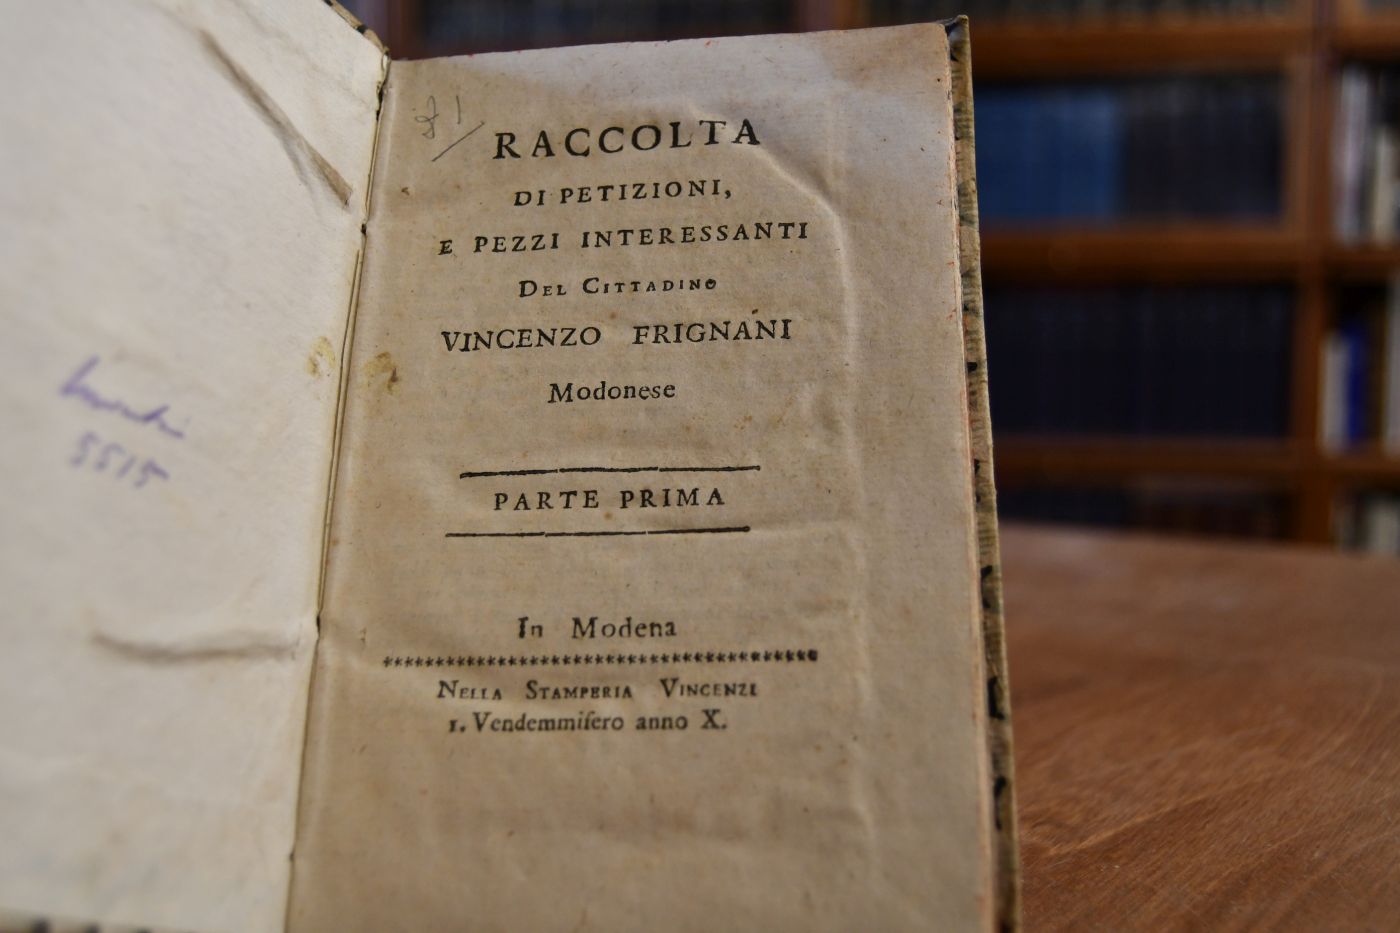 5515
RACCOLTA
DI PETIZIONI,
E PEZZI INTERESSANTI
DEL CITTADINO
VINCENZO FRIGNANI
Modonese
PARTE PRIMA
In Modena
NELLA STAMPERIA VINCENZI
1. Vendemmifero anno X.